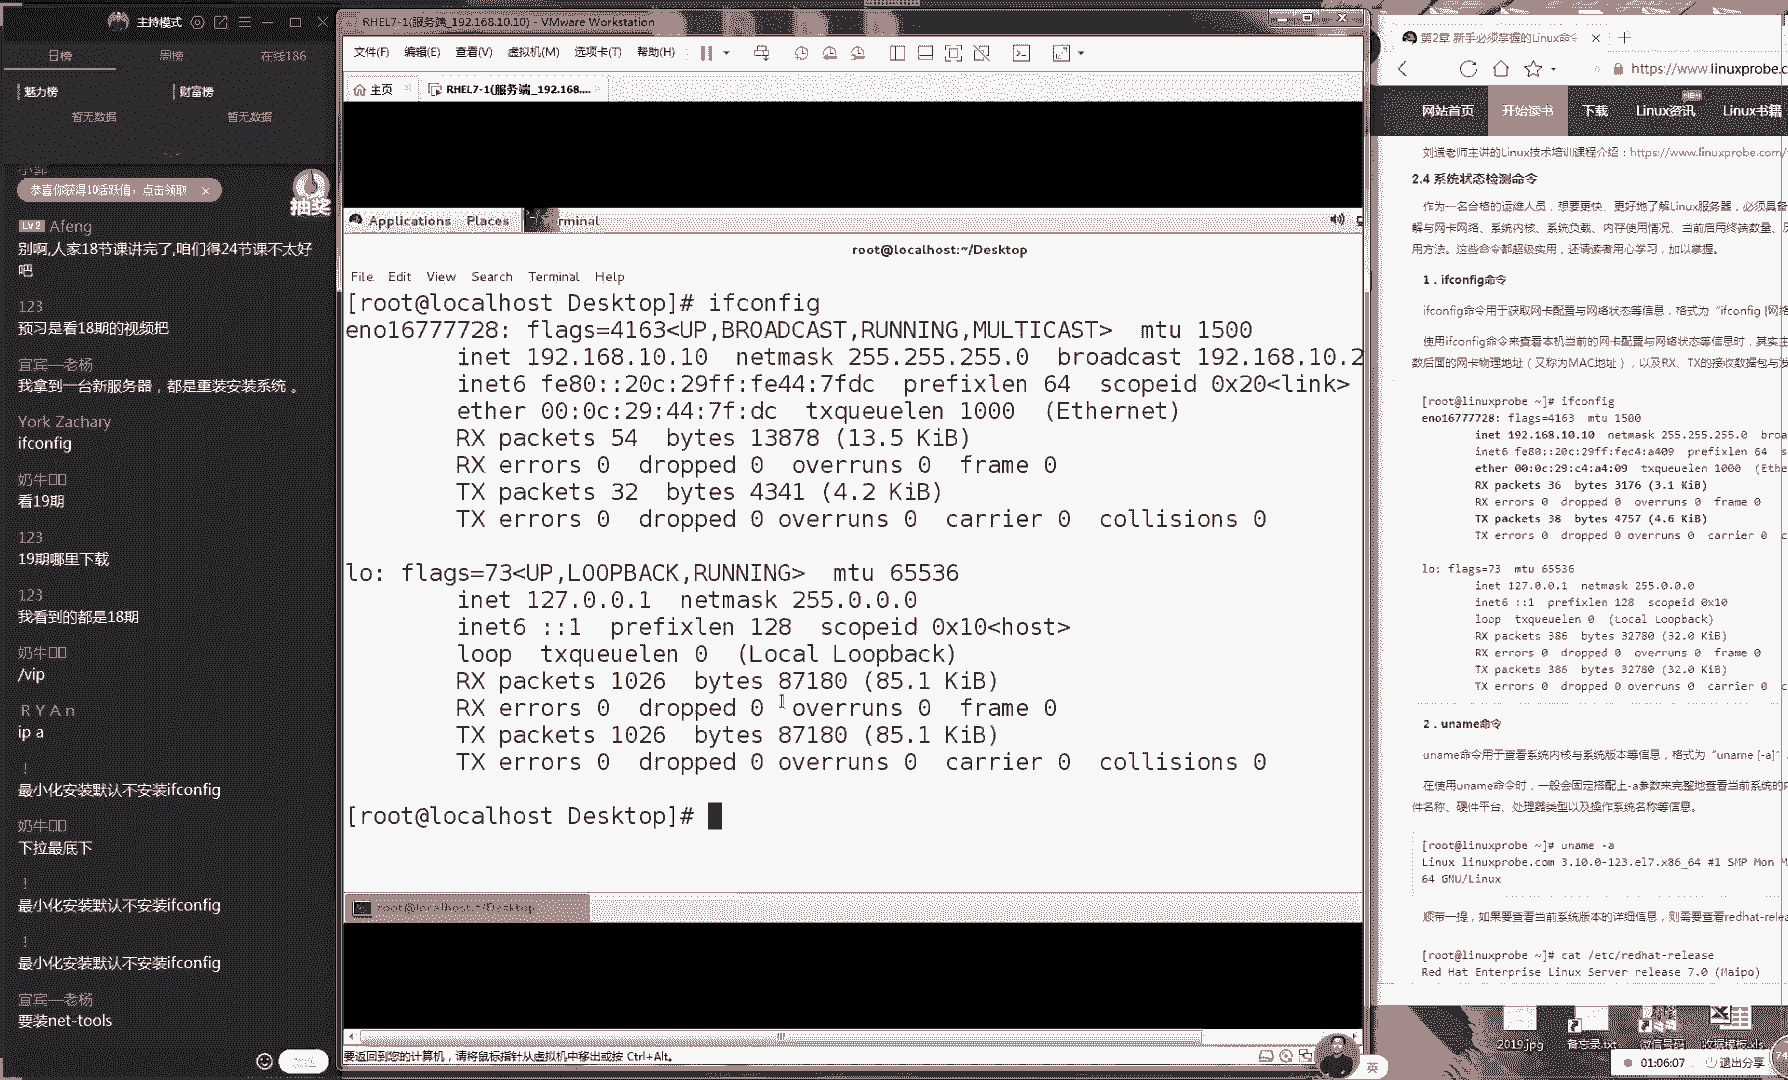 主持模式
日榜 周榜 在线186
魅力榜 财富榜
暂无数据 暂无数据
恭喜你获得10活跃值，点击领取
抽奖
LV2 Afeng
别啊,人家18节课讲完了,咱们得24节课不太好吧
123
预习是看18期的视频把
宜宾—老杨
我拿到一台新服务器，都是重装安装系统 。
York Zachary
ifconfig
奶牛
看19期
123
19期哪里下载
123
我看到的都是18期
奶牛
/vip
R Y A n
ip a
!
最小化安装默认不安装ifconfig
奶牛
下拉最底下
!
最小化安装默认不安装ifconfig
!
最小化安装默认不安装ifconfig
宜宾—老杨
要装net-tools
RHEL7-1(服务端_192.168.10.10) - VMware Workstation
文件(F) 编辑(E) 查看(V) 虚拟机(M) 选项卡(T) 帮助(H)
主页 RHEL7-1(服务端_192.168....
Applications Places rminal
root@localhost:~/Desktop
File Edit View Search Terminal Help
[root@localhost Desktop]# ifconfig
eno16777728: flags=4163<UP,BROADCAST,RUNNING,MULTICAST> mtu 1500
inet 192.168.10.10 netmask 255.255.255.0 broadcast 192.168.10.2
inet6 fe80::20c:29ff:fe44:7fdc prefixlen 64 scopeid 0x20<link>
ether 00:0c:29:44:7f:dc txqueuelen 1000 (Ethernet)
RX packets 54 bytes 13878 (13.5 KiB)
RX errors 0 dropped 0 overruns 0 frame 0
TX packets 32 bytes 4341 (4.2 KiB)
TX errors 0 dropped 0 overruns 0 carrier 0 collisions 0
lo: flags=73<UP,LOOPBACK,RUNNING> mtu 65536
inet 127.0.0.1 netmask 255.0.0.0
inet6 ::1 prefixlen 128 scopeid 0x10<host>
loop txqueuelen 0 (Local Loopback)
RX packets 1026 bytes 87180 (85.1 KiB)
RX errors 0 dropped 0 overruns 0 frame 0
TX packets 1026 bytes 87180 (85.1 KiB)
TX errors 0 dropped 0 overruns 0 carrier 0 collisions 0
[root@localhost Desktop]#
root@localhost:~/Desktop
要返回到您的计算机，请将鼠标指针从虚拟机中移出或按 Ctrl+Alt。
英
第2章 新手必须掌握的Linux命令
https://www.linuxprobe.c
网站首页 开始读书 下载 Linux资讯 Linux书籍
刘遄老师主讲的Linux技术培训课程介绍：https://www.linuxprobe.com/
2.4 系统状态检测命令
作为一名合格的运维人员，想要更快、更好地了解Linux服务器，必须具备
解与网卡网络、系统内核、系统负载、内存使用情况、当前启用终端数量、历
用方法。这些命令都超级实用，还请读者用心学习，加以掌握。
1．ifconfig命令
ifconfig命令用于获取网卡配置与网络状态等信息，格式为“ifconfig [网络
使用ifconfig命令来查看本机当前的网卡配置与网络状态等信息时，其实主
数后面的网卡物理地址（又称为MAC地址），以及RX、TX的接收数据包与发
[root@linuxprobe ~]# ifconfig
eno16777728: flags=4163 mtu 1500
inet 192.168.10.10 netmask 255.255.255.0 broa
inet6 fe80::20c:29ff:fec4:a409 prefixlen 64 s
ether 00:0c:29:c4:a4:09 txqueuelen 1000 (Ethe
RX packets 36 bytes 3176 (3.1 KiB)
RX errors 0 dropped 0 overruns 0 frame 0
TX packets 38 bytes 4757 (4.6 KiB)
TX errors 0 dropped 0 overruns 0 carrier 0 c
lo: flags=73 mtu 65536
inet 127.0.0.1 netmask 255.0.0.0
inet6 ::1 prefixlen 128 scopeid 0x10
loop txqueuelen 0 (Local Loopback)
RX packets 386 bytes 32780 (32.0 KiB)
RX errors 0 dropped 0 overruns 0 frame 0
TX packets 386 bytes 32780 (32.0 KiB)
TX errors 0 dropped 0 overruns 0 carrier 0 c
2．uname命令
uname命令用于查看系统内核与系统版本等信息，格式为“uname [-a]”
在使用uname命令时，一般会固定搭配上-a参数来完整地查看当前系统的内
件名称、硬件平台、处理器类型以及操作系统名称等信息。
[root@linuxprobe ~]# uname -a
Linux linuxprobe.com 3.10.0-123.el7.x86_64 #1 SMP Mon M
64 GNU/Linux
顺带一提，如果要查看当前系统版本的详细信息，则需要查看redhat-relea
[root@linuxprobe ~]# cat /etc/redhat-release
Red Hat Enterprise Linux Server release 7.0 (Maipo)
2019.jpg 备忘录.txt
01:06:07 退出分享
74